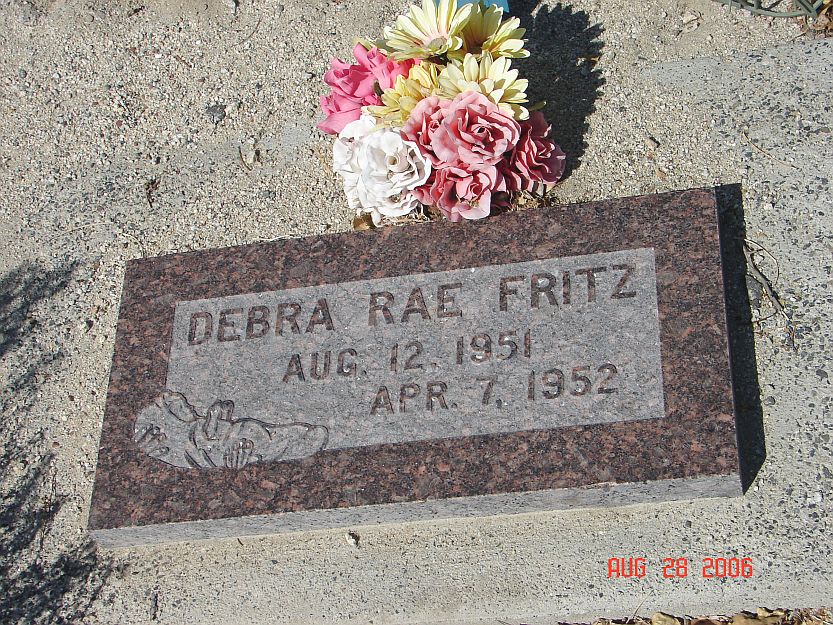 DEBRA RAE FRITZ
AUG. 12. 1951
APR. 7, 1952
AUG 28 2006